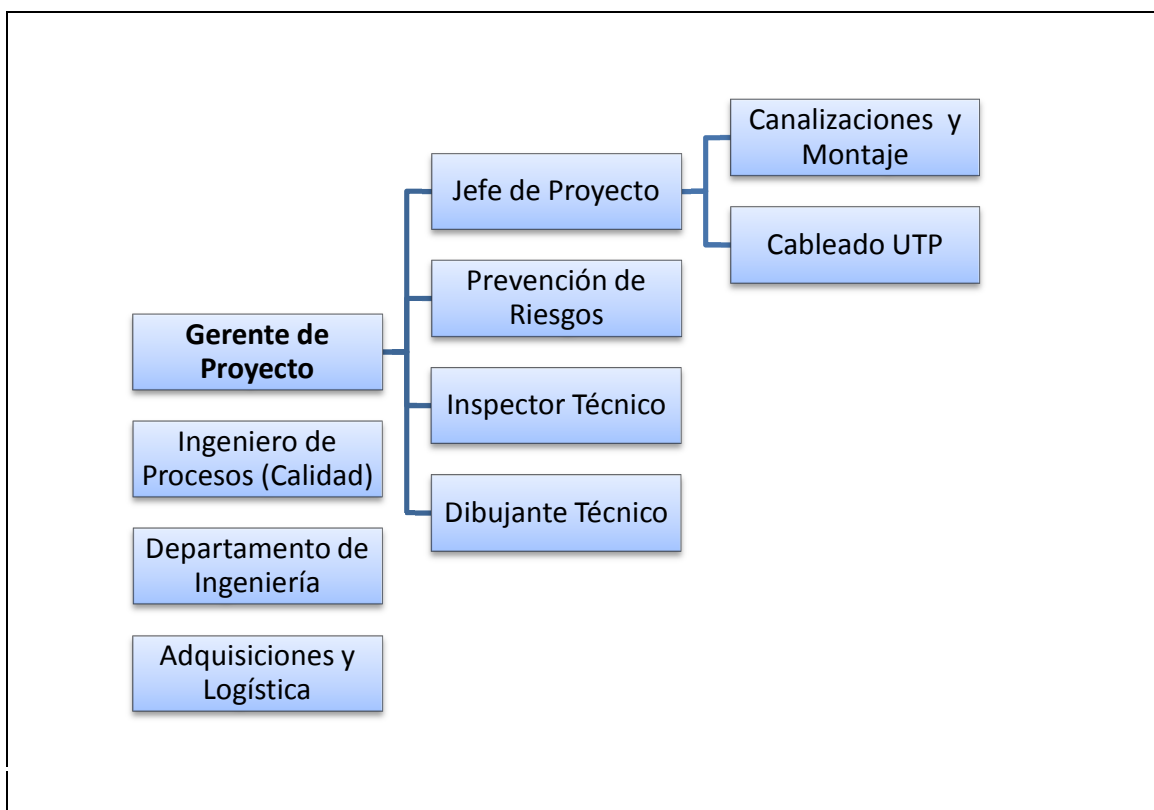 Gerente de
Proyecto
Ingeniero de
Procesos (Calidad)
Departamento de
Ingeniería
Adquisiciones y
Logística
Jefe de Proyecto
Prevención de
Riesgos
Inspector Técnico
Dibujante Técnico
Canalizaciones y
Montaje
Cableado UTP